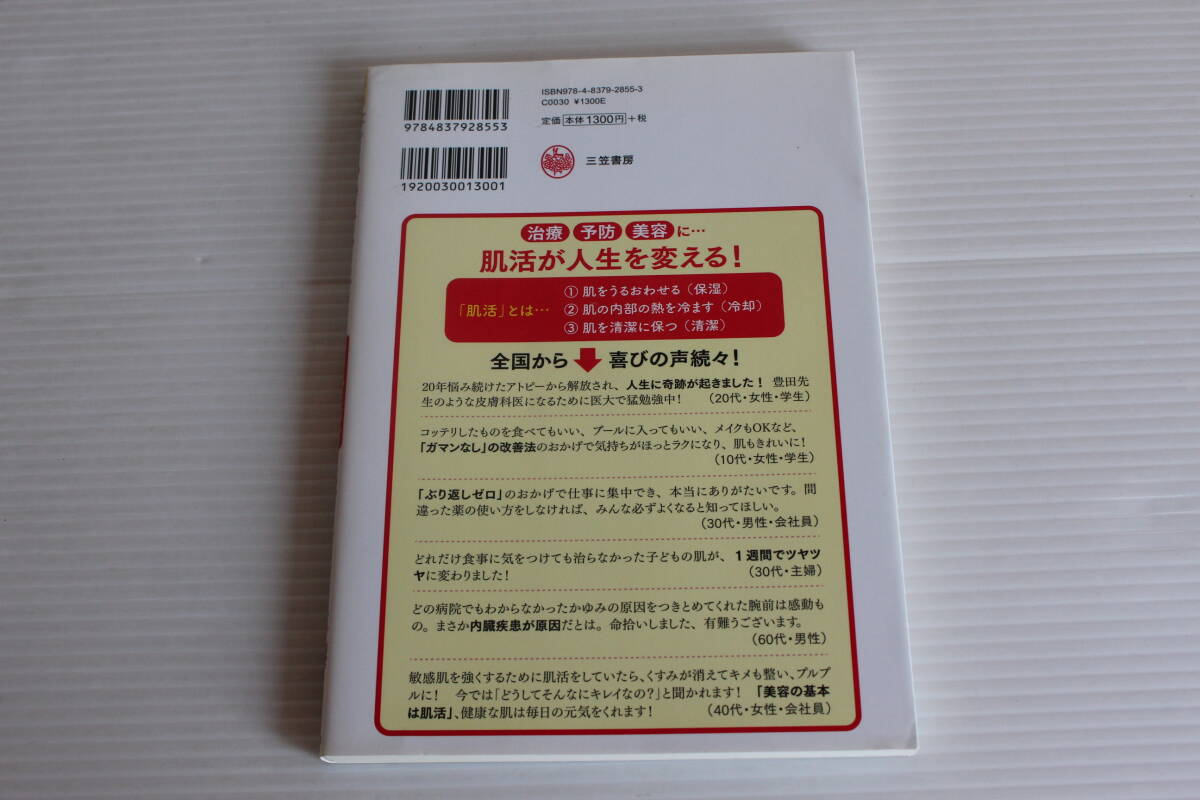 ISBN978-4-8379-2855-3
C0030 ¥1300E
定価 本体1300円 +税
9784837928553
三笠書房
1920030013001
治療 予防 美容 に…
肌活が人生を変える！
「肌活」とは…
① 肌をうるおわせる（保湿）
② 肌の内部の熱を冷ます（冷却）
③ 肌を清潔に保つ（清潔）
全国から 喜びの声続々！
20年悩み続けたアトピーから解放され、人生に奇跡が起きました！ 豊田先
生のような皮膚科医になるために医大で猛勉強中！ （20代・女性・学生）
コッテリしたものを食べてもいい、プールに入ってもいい、メイクもOKなど、
「ガマンなし」の改善法のおかげで気持ちがほっとラクになり、肌もきれいに！
（10代・女性・学生）
「ぶり返しゼロ」のおかげで仕事に集中でき、本当にありがたいです。間
違った薬の使い方をしなければ、みんな必ずよくなると知ってほしい。
（30代・男性・会社員）
どれだけ食事に気をつけても治らなかった子どもの肌が、1週間でツヤツ
ヤに変わりました！ （30代・主婦）
どの病院でもわからなかったかゆみの原因をつきとめてくれた腕前は感動も
の。まさか内臓疾患が原因だとは。命拾いしました、有難うございます。
（60代・男性）
敏感肌を強くするために肌活をしていたら、くすみが消えてキメも整い、プルプ
ルに！ 今では「どうしてそんなにキレイなの？」と聞かれます！ 「美容の基本
は肌活」、健康な肌は毎日の元気をくれます！ （40代・女性・会社員）